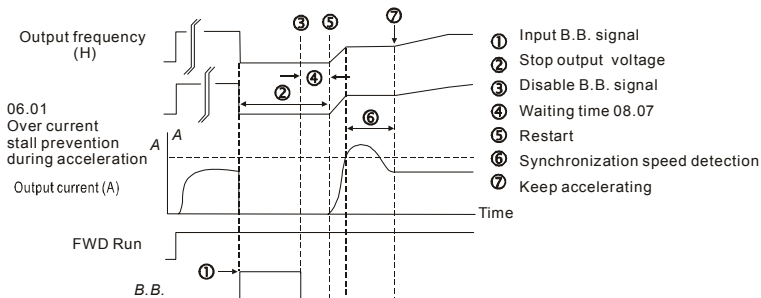 Output frequency
(H)
06.01
Over current
stall prevention
during acceleration
A
A
Output current (A)
FWD Run
B.B.
①
②
③
④
⑤
⑥
⑦
Time
① Input B.B. signal
② Stop output voltage
③ Disable B.B. signal
④ Waiting time 08.07
⑤ Restart
⑥ Synchronization speed detection
⑦ Keep accelerating